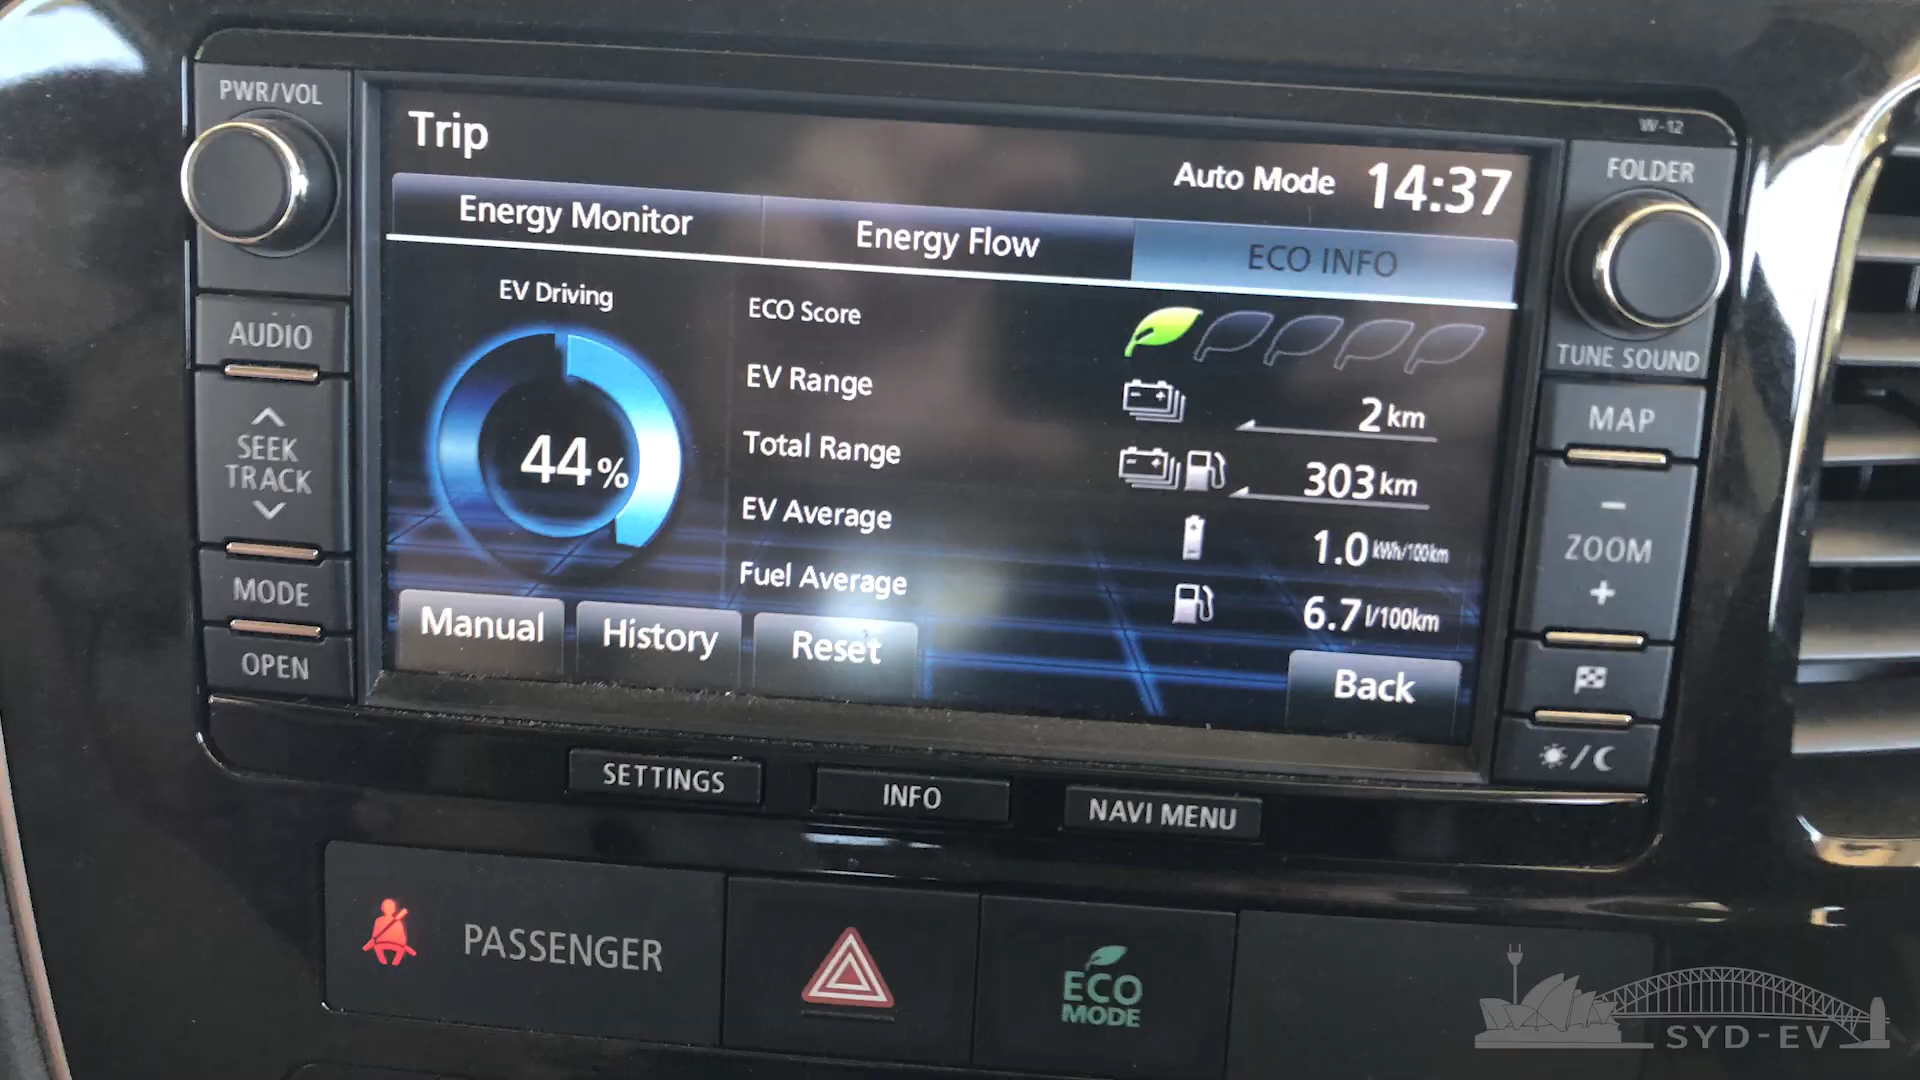 PWR/VOL
W-12
Trip
Auto Mode 14:37
FOLDER
Energy Monitor
Energy Flow
ECO INFO
EV Driving
44%
ECO Score
EV Range
2 km
Total Range
303 km
EV Average
1.0 kWh/100km
Fuel Average
6.7 l/100km
Manual
History
Reset
Back
AUDIO
SEEK
TRACK
MODE
OPEN
TUNE SOUND
MAP
−
ZOOM
+
SETTINGS
INFO
NAVI MENU
PASSENGER
ECO
MODE
SYD-EV